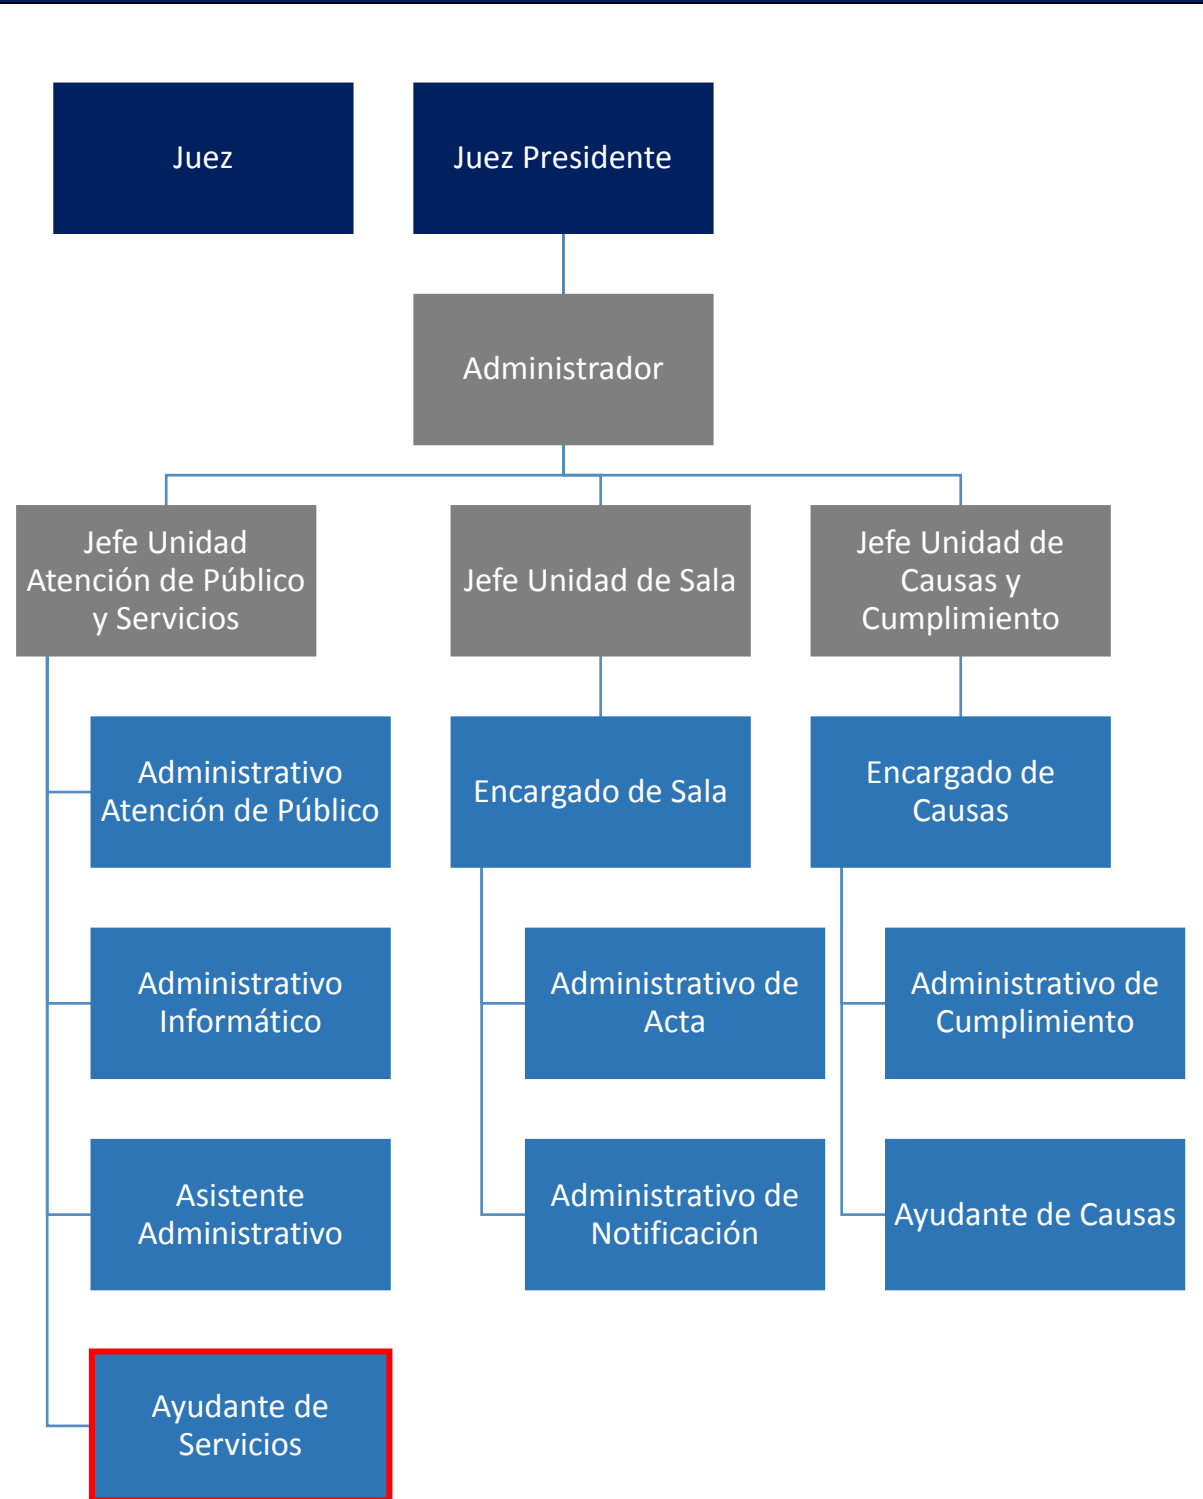 Juez
Juez Presidente
Administrador
Jefe Unidad
Atención de Público
y Servicios
Jefe Unidad de Sala
Jefe Unidad de
Causas y
Cumplimiento
Administrativo
Atención de Público
Encargado de Sala
Encargado de
Causas
Administrativo
Informático
Administrativo de
Acta
Administrativo de
Cumplimiento
Asistente
Administrativo
Administrativo de
Notificación
Ayudante de Causas
Ayudante de
Servicios